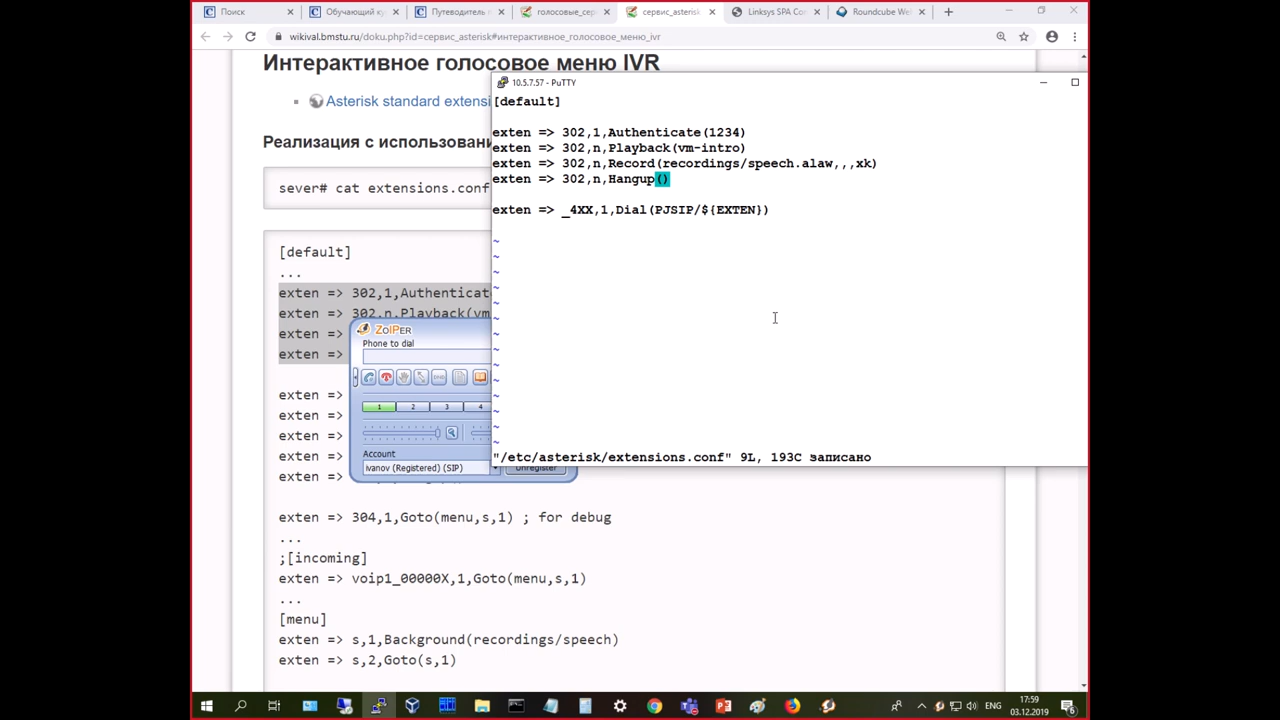 Поиск
Обучающий ку
Путеводитель
голосовые_сер
сервис_asterisk
Linksys SPA Con
Roundcube We
wikival.bmstu.ru/doku.php?id=сервис_asterisk#интерактивное_голосовое_меню_ivr
Интерактивное голосовое меню IVR
Asterisk standard extensi
Реализация с использовани
sever# cat extensions.conf
[default]
...
exten => 302,1,Authenticat
exten => 302,n,Playback(vm
exten =>
exten =>
exten =>
exten =>
exten =>
exten =>
exten =>
exten => 304,1,Goto(menu,s,1) ; for debug
...
;[incoming]
exten => voip1_00000X,1,Goto(menu,s,1)
...
[menu]
exten => s,1,Background(recordings/speech)
exten => s,2,Goto(s,1)
10.5.7.57 - PuTTY
[default]
exten => 302,1,Authenticate(1234)
exten => 302,n,Playback(vm-intro)
exten => 302,n,Record(recordings/speech.alaw,,,xk)
exten => 302,n,Hangup()
exten => _4XX,1,Dial(PJSIP/${EXTEN})
~
~
~
~
~
~
~
~
~
~
~
~
~
~
"/etc/asterisk/extensions.conf" 9L, 193C записано
ZoIPER
Phone to dial
1 2 3 4
Account
ivanov (Registered) (SIP)
Unregister
ENG
17:59
03.12.2019